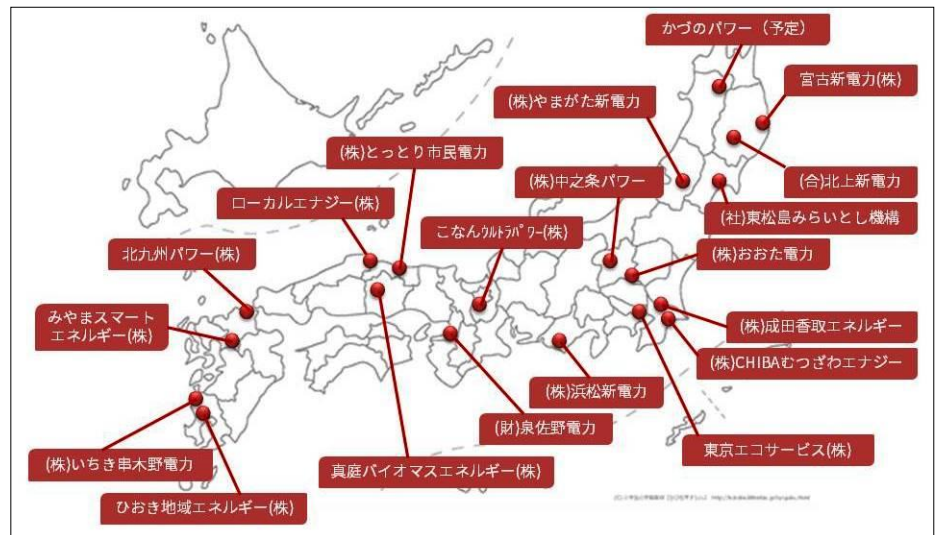 かづのパワー（予定）
宮古新電力(株)
(株)やまがた新電力
(株)とっとり市民電力
(株)中之条パワー
(合)北上新電力
ローカルエナジー(株)
(社)東松島みらいとし機構
こなんウルトラパワー(株)
北九州パワー(株)
(株)おおた電力
みやまスマート
エネルギー(株)
(株)成田香取エネルギー
(株)CHIBAむつざわエナジー
(株)浜松新電力
(財)泉佐野電力
東京エコサービス(株)
(株)いちき串木野電力
真庭バイオマスエネルギー(株)
ひおき地域エネルギー(株)